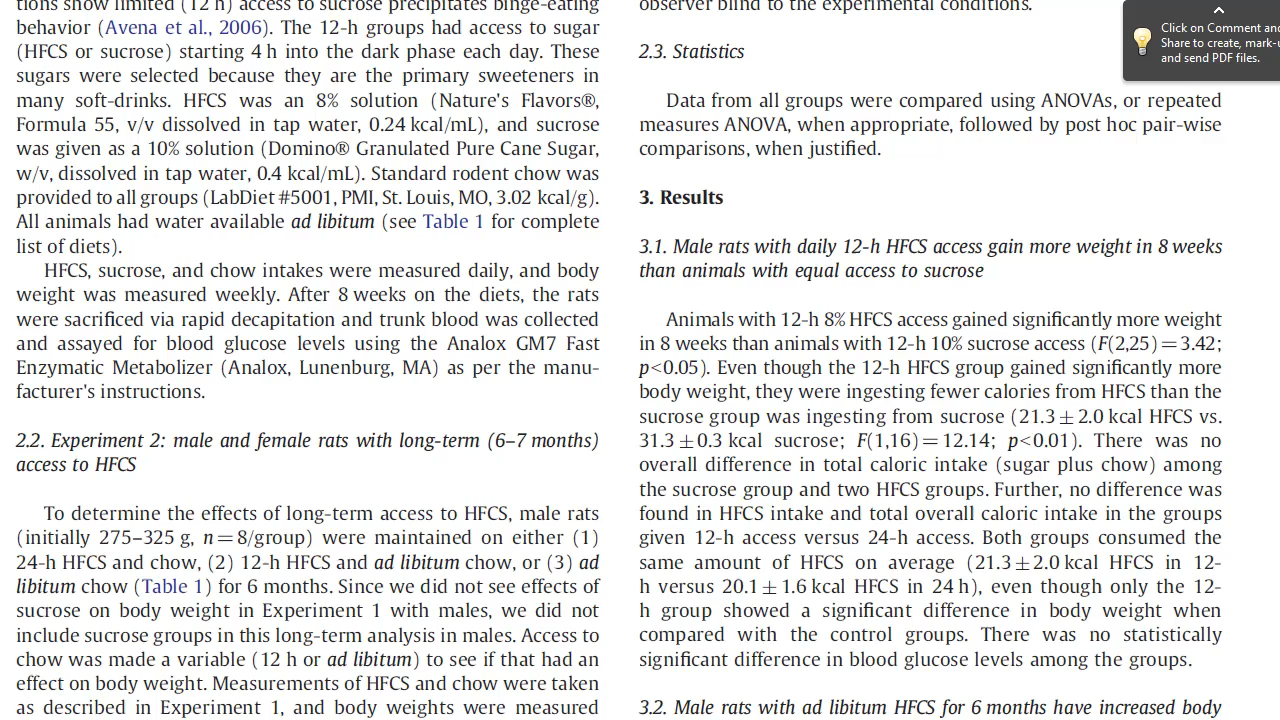 tions show limited (12 h) access to sucrose precipitates binge-eating
behavior (Avena et al., 2006). The 12-h groups had access to sugar
(HFCS or sucrose) starting 4 h into the dark phase each day. These
sugars were selected because they are the primary sweeteners in
many soft-drinks. HFCS was an 8% solution (Nature's Flavors®,
Formula 55, v/v dissolved in tap water, 0.24 kcal/mL), and sucrose
was given as a 10% solution (Domino® Granulated Pure Cane Sugar,
w/v, dissolved in tap water, 0.4 kcal/mL). Standard rodent chow was
provided to all groups (LabDiet #5001, PMI, St. Louis, MO, 3.02 kcal/g).
All animals had water available ad libitum (see Table 1 for complete
list of diets).
HFCS, sucrose, and chow intakes were measured daily, and body
weight was measured weekly. After 8 weeks on the diets, the rats
were sacrificed via rapid decapitation and trunk blood was collected
and assayed for blood glucose levels using the Analox GM7 Fast
Enzymatic Metabolizer (Analox, Lunenburg, MA) as per the manu-
facturer's instructions.
2.2. Experiment 2: male and female rats with long-term (6–7 months)
access to HFCS
To determine the effects of long-term access to HFCS, male rats
(initially 275–325 g, n=8/group) were maintained on either (1)
24-h HFCS and chow, (2) 12-h HFCS and ad libitum chow, or (3) ad
libitum chow (Table 1) for 6 months. Since we did not see effects of
sucrose on body weight in Experiment 1 with males, we did not
include sucrose groups in this long-term analysis in males. Access to
chow was made a variable (12 h or ad libitum) to see if that had an
effect on body weight. Measurements of HFCS and chow were taken
as described in Experiment 1, and body weights were measured
observer blind to the experimental conditions.
2.3. Statistics
Data from all groups were compared using ANOVAs, or repeated
measures ANOVA, when appropriate, followed by post hoc pair-wise
comparisons, when justified.
3. Results
3.1. Male rats with daily 12-h HFCS access gain more weight in 8 weeks
than animals with equal access to sucrose
Animals with 12-h 8% HFCS access gained significantly more weight
in 8 weeks than animals with 12-h 10% sucrose access (F(2,25)=3.42;
p<0.05). Even though the 12-h HFCS group gained significantly more
body weight, they were ingesting fewer calories from HFCS than the
sucrose group was ingesting from sucrose (21.3±2.0 kcal HFCS vs.
31.3±0.3 kcal sucrose; F(1,16)=12.14; p<0.01). There was no
overall difference in total caloric intake (sugar plus chow) among
the sucrose group and two HFCS groups. Further, no difference was
found in HFCS intake and total overall caloric intake in the groups
given 12-h access versus 24-h access. Both groups consumed the
same amount of HFCS on average (21.3±2.0 kcal HFCS in 12-
h versus 20.1±1.6 kcal HFCS in 24 h), even though only the 12-
h group showed a significant difference in body weight when
compared with the control groups. There was no statistically
significant difference in blood glucose levels among the groups.
3.2. Male rats with ad libitum HFCS for 6 months have increased body
Click on Comment and
Share to create, mark-u
and send PDF files.